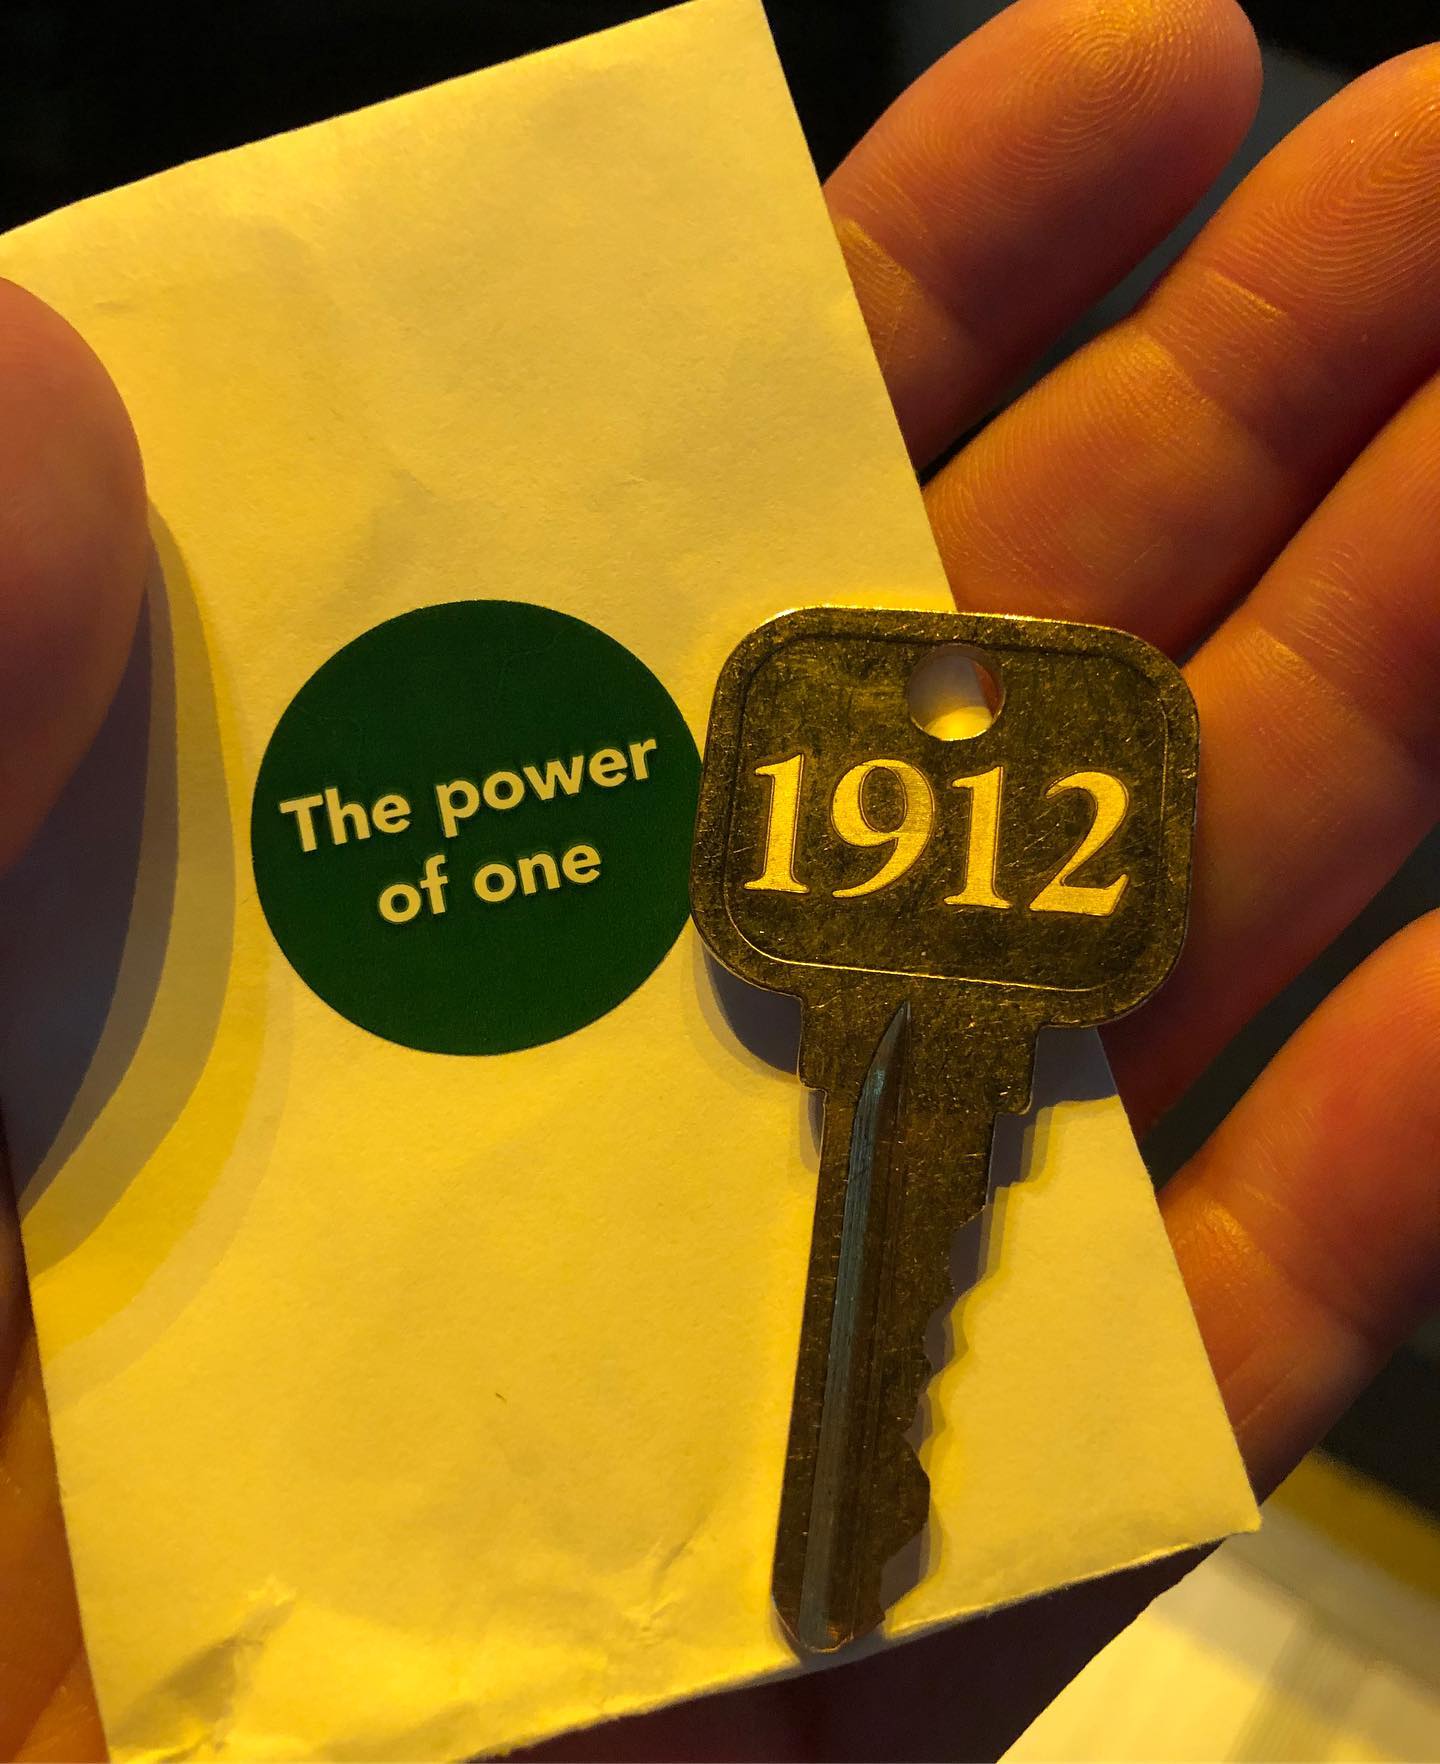 The power
of one
1912